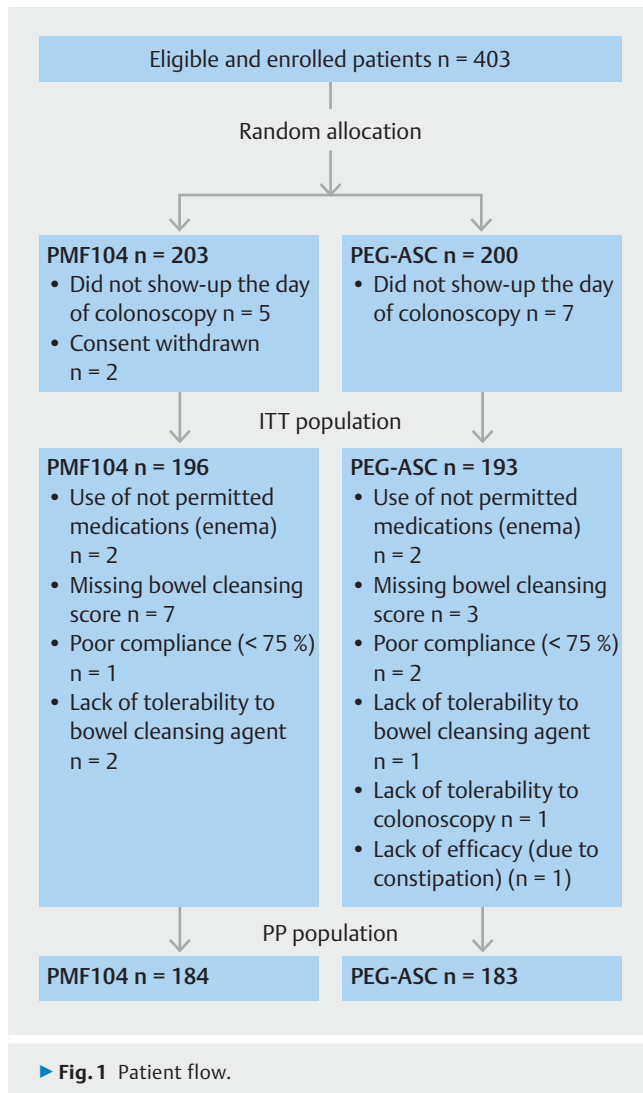 Eligible and enrolled patients n = 403
Random allocation
PMF104 n = 203
• Did not show-up the day
of colonoscopy n = 5
• Consent withdrawn
n = 2
PEG-ASC n = 200
• Did not show-up the day
of colonoscopy n = 7
ITT population
PMF104 n = 196
• Use of not permitted
medications (enema)
n = 2
• Missing bowel cleansing
score n = 7
• Poor compliance (< 75 %)
n = 1
• Lack of tolerability to
bowel cleansing agent
n = 2
PEG-ASC n = 193
• Use of not permitted
medications (enema)
n = 2
• Missing bowel cleansing
score n = 3
• Poor compliance (< 75 %)
n = 2
• Lack of tolerability to
bowel cleansing agent
n = 1
• Lack of tolerability to
colonoscopy n = 1
• Lack of efficacy (due to
constipation) (n = 1)
PP population
PMF104 n = 184
PEG-ASC n = 183
▶ Fig. 1 Patient flow.